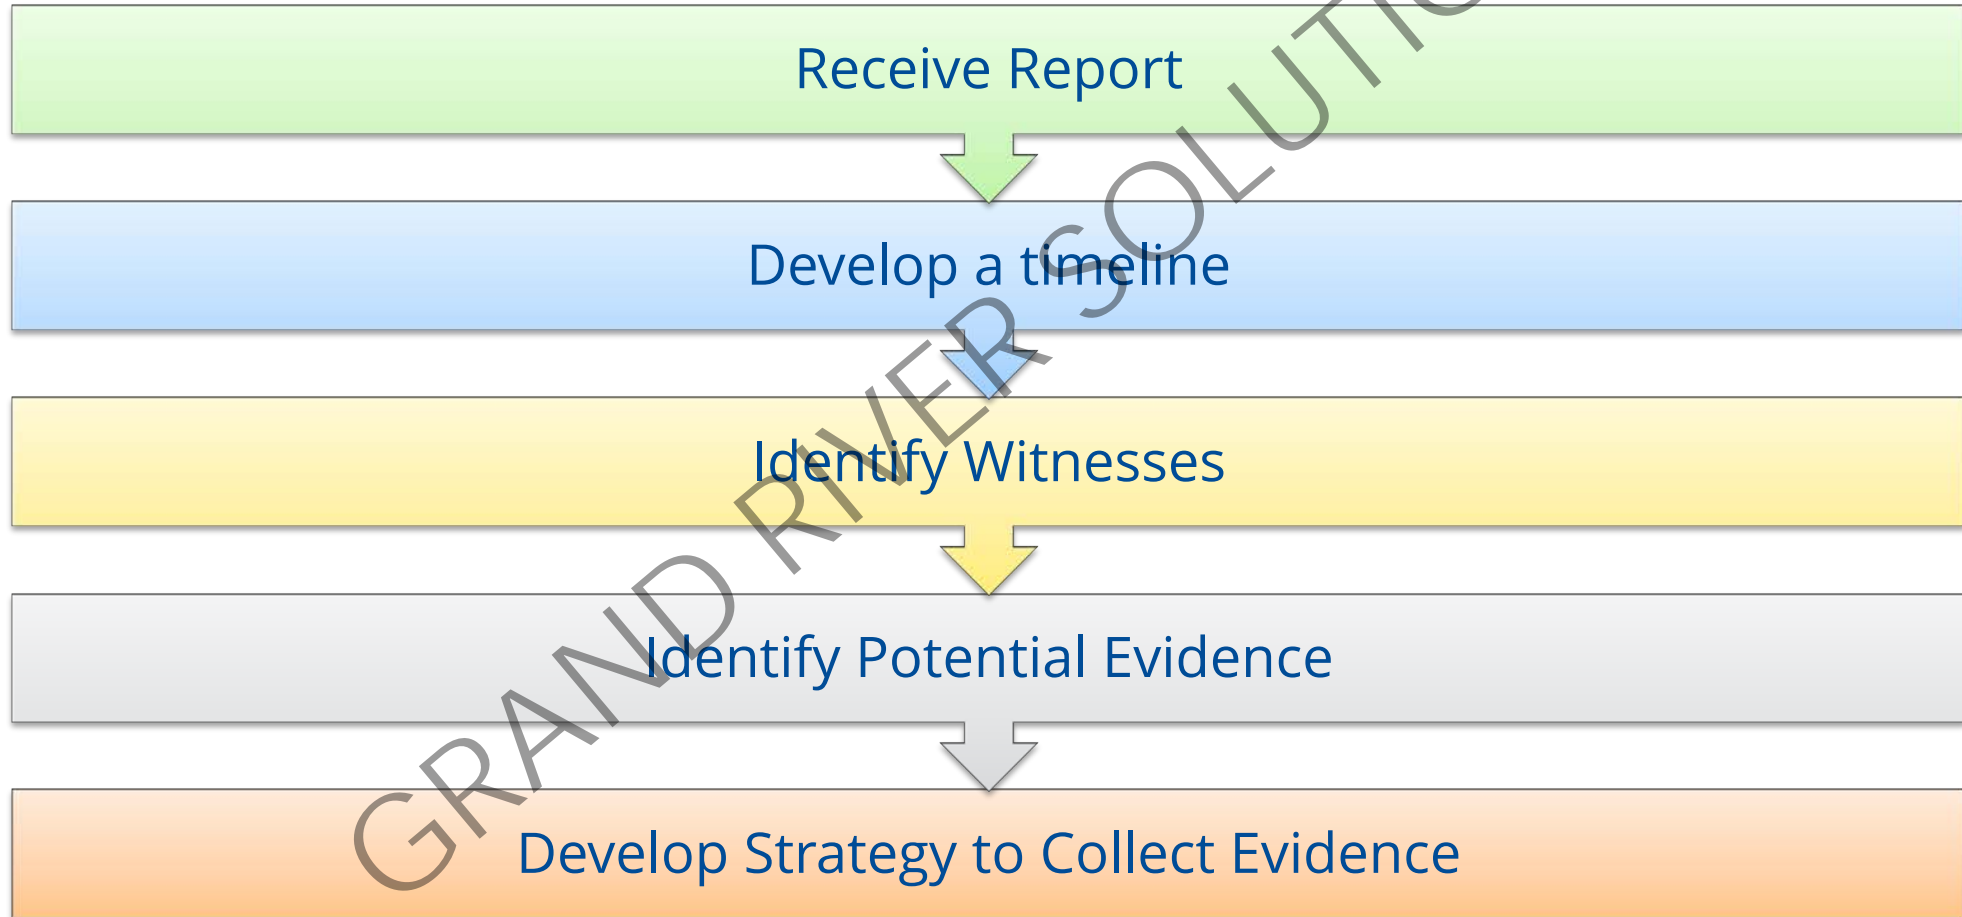 Receive Report
Develop a timeline
Identify Witnesses
Identify Potential Evidence
Develop Strategy to Collect Evidence
GRAND RIVER SOLUTIO